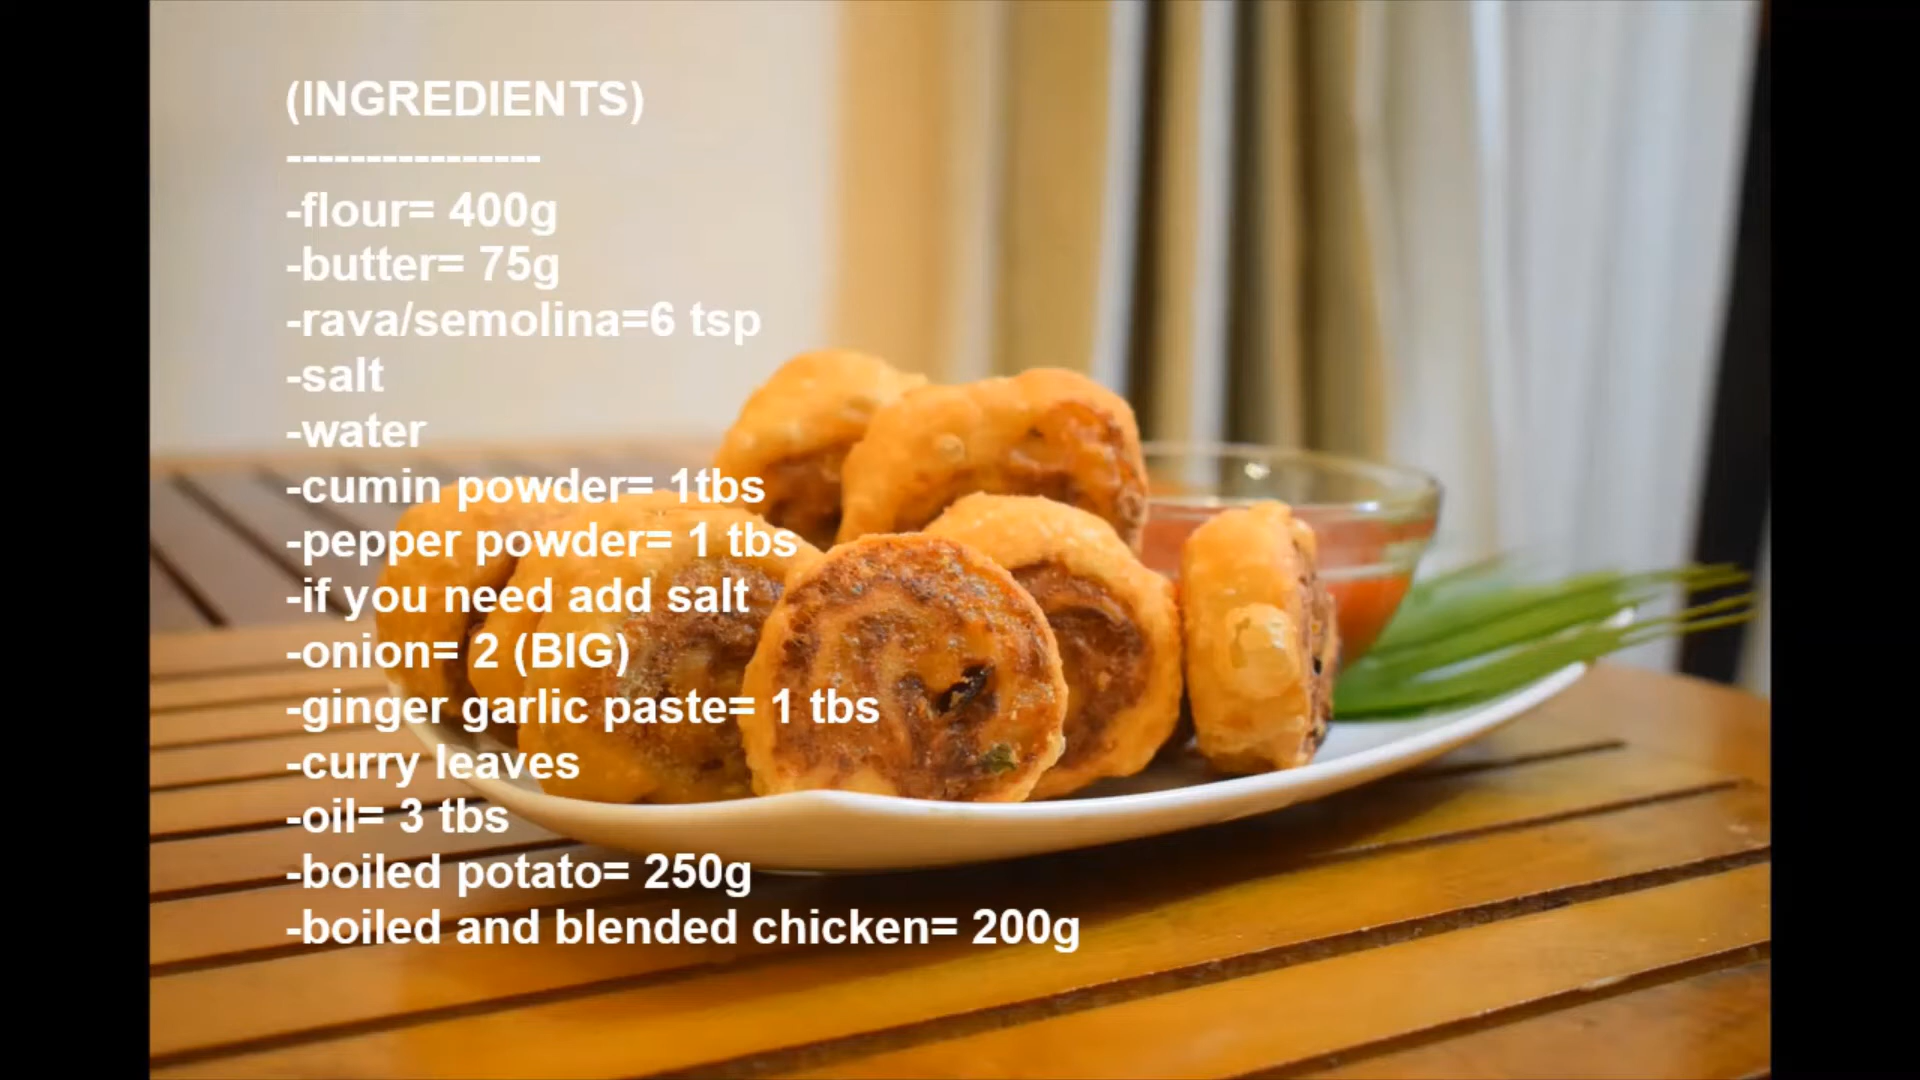 (INGREDIENTS)
----------------
-flour= 400g
-butter= 75g
-rava/semolina=6 tsp
-salt
-water
-cumin powder= 1tbs
-pepper powder= 1 tbs
-if you need add salt
-onion= 2 (BIG)
-ginger garlic paste= 1 tbs
-curry leaves
-oil= 3 tbs
-boiled potato= 250g
-boiled and blended chicken= 200g